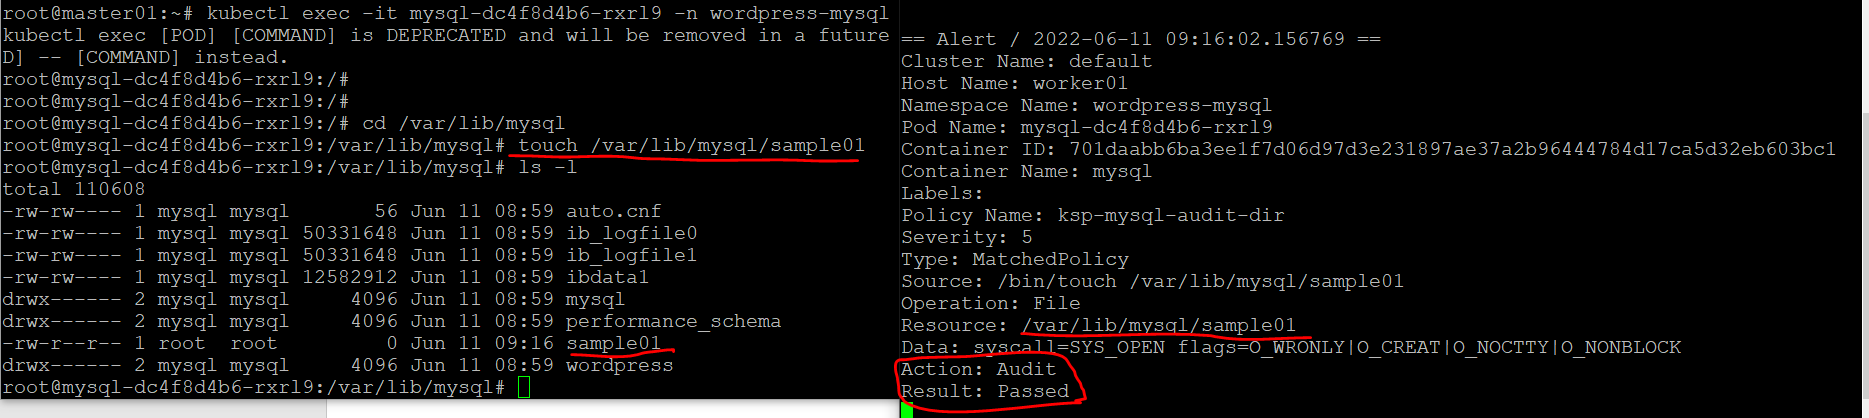 root@master01:~# kubectl exec -it mysql-dc4f8d4b6-rxrl9 -n wordpress-mysql
kubectl exec [POD] [COMMAND] is DEPRECATED and will be removed in a future
D] -- [COMMAND] instead.
root@mysql-dc4f8d4b6-rxrl9:/#
root@mysql-dc4f8d4b6-rxrl9:/#
root@mysql-dc4f8d4b6-rxrl9:/# cd /var/lib/mysql
root@mysql-dc4f8d4b6-rxrl9:/var/lib/mysql# touch /var/lib/mysql/sample01
root@mysql-dc4f8d4b6-rxrl9:/var/lib/mysql# ls -l
total 110608
-rw-rw---- 1 mysql mysql       56 Jun 11 08:59 auto.cnf
-rw-rw---- 1 mysql mysql 50331648 Jun 11 08:59 ib_logfile0
-rw-rw---- 1 mysql mysql 50331648 Jun 11 08:59 ib_logfile1
-rw-rw---- 1 mysql mysql 12582912 Jun 11 08:59 ibdata1
drwx------ 2 mysql mysql     4096 Jun 11 08:59 mysql
drwx------ 2 mysql mysql     4096 Jun 11 08:59 performance_schema
-rw-r--r-- 1 root  root         0 Jun 11 09:16 sample01
drwx------ 2 mysql mysql     4096 Jun 11 08:59 wordpress
root@mysql-dc4f8d4b6-rxrl9:/var/lib/mysql#
== Alert / 2022-06-11 09:16:02.156769 ==
Cluster Name: default
Host Name: worker01
Namespace Name: wordpress-mysql
Pod Name: mysql-dc4f8d4b6-rxrl9
Container ID: 701daabb6ba3ee1f7d06d97d3e231897ae37a2b96444784d17ca5d32eb603bc1
Container Name: mysql
Labels:
Policy Name: ksp-mysql-audit-dir
Severity: 5
Type: MatchedPolicy
Source: /bin/touch /var/lib/mysql/sample01
Operation: File
Resource: /var/lib/mysql/sample01
Data: syscall=SYS_OPEN flags=O_WRONLY|O_CREAT|O_NOCTTY|O_NONBLOCK
Action: Audit
Result: Passed